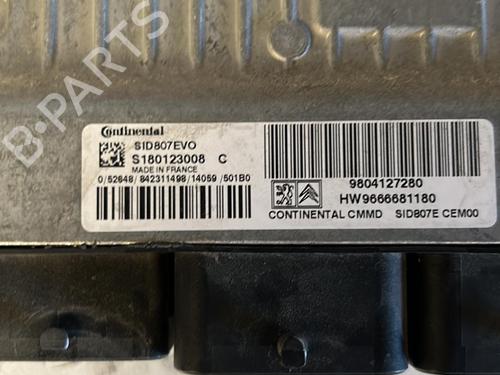 B-PARTS
Continental
SID807EVO
S180123008 C
MADE IN FRANCE
0/52648/842311498/14059/501B0
9804127280
HW9666681180
CONTINENTAL CMMD SID807E CEM00